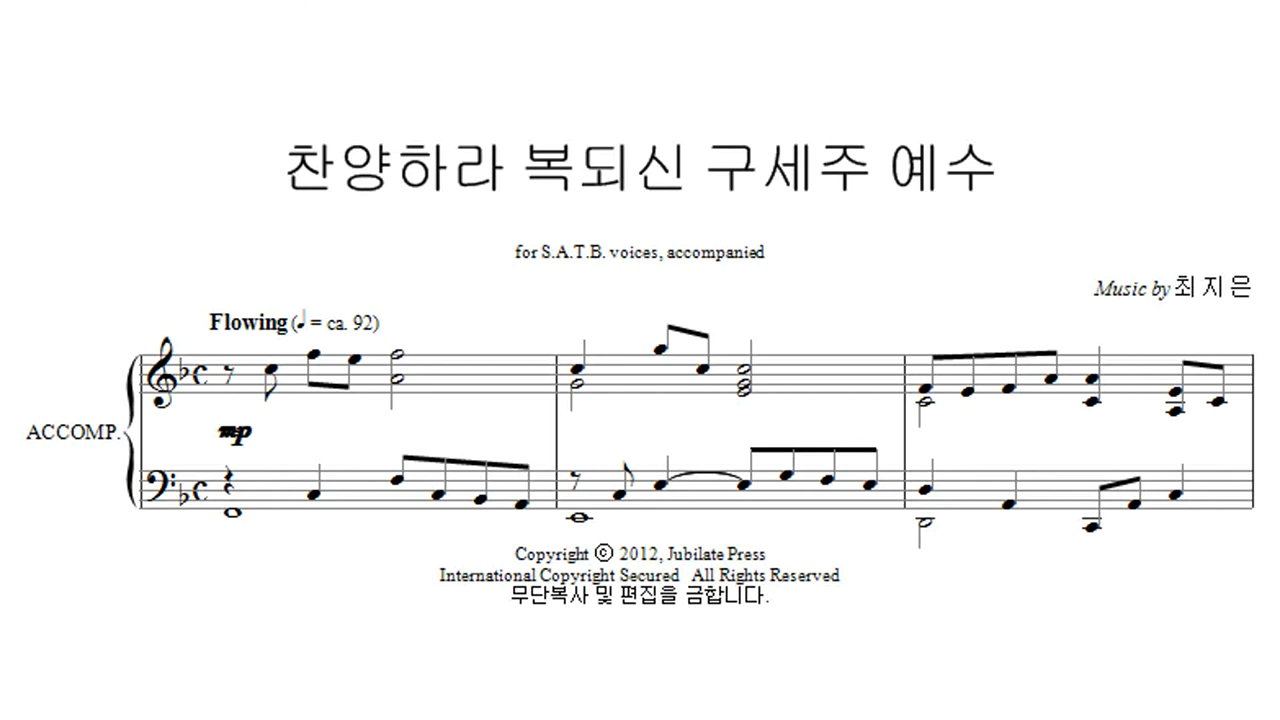 찬양하라 복되신 구세주 예수
for S.A.T.B. voices, accompanied
Music by 최 지 은
Flowing (♩ = ca. 92)
ACCOMP.
mp
Copyright © 2012, Jubilate Press
International Copyright Secured All Rights Reserved
무단복사 및 편집을 금합니다.